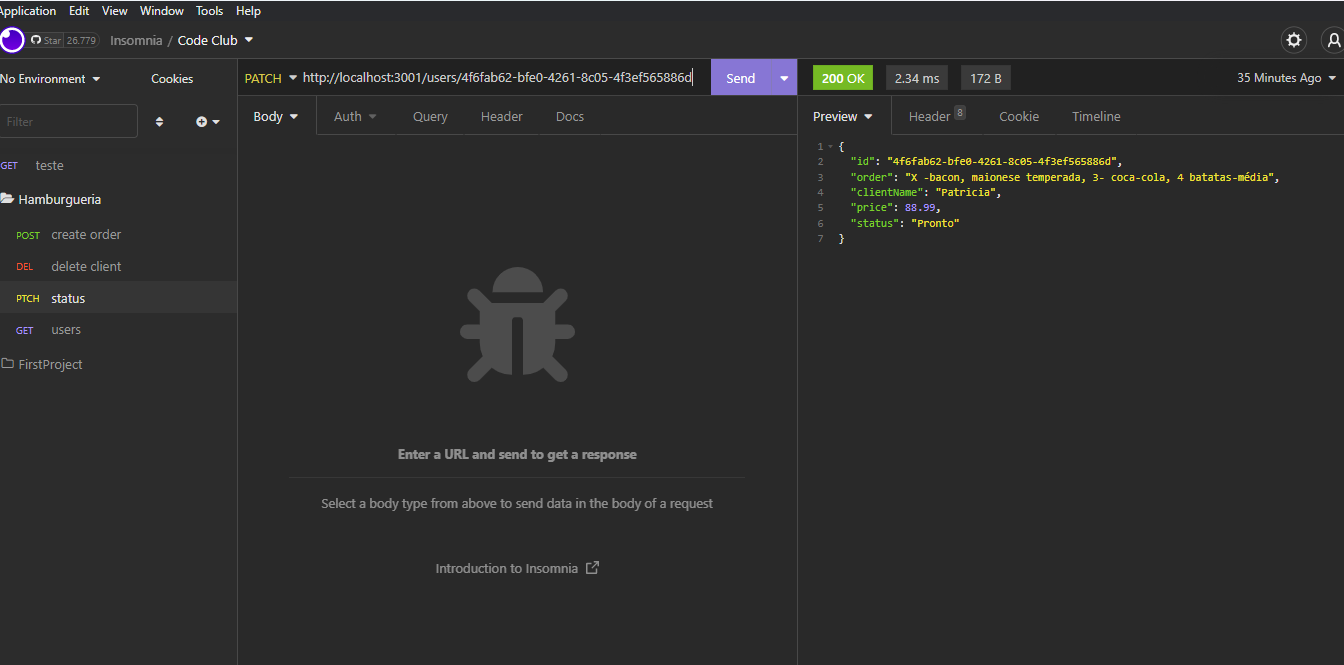 Application Edit View Window Tools Help
Star 26.779 Insomnia / Code Club
No Environment Cookies PATCH http://localhost:3001/users/4f6fab62-bfe0-4261-8c05-4f3ef565886d Send 200 OK 2.34 ms 172 B 35 Minutes Ago
Filter Body Auth Query Header Docs Preview Header 8 Cookie Timeline
GET teste
Hamburgueria
POST create order
DEL delete client
PTCH status
GET users
FirstProject
Enter a URL and send to get a response
Select a body type from above to send data in the body of a request
Introduction to Insomnia
1 {
2 "id": "4f6fab62-bfe0-4261-8c05-4f3ef565886d",
3 "order": "X -bacon, maionese temperada, 3- coca-cola, 4 batatas-média",
4 "clientName": "Patricia",
5 "price": 88.99,
6 "status": "Pronto"
7 }